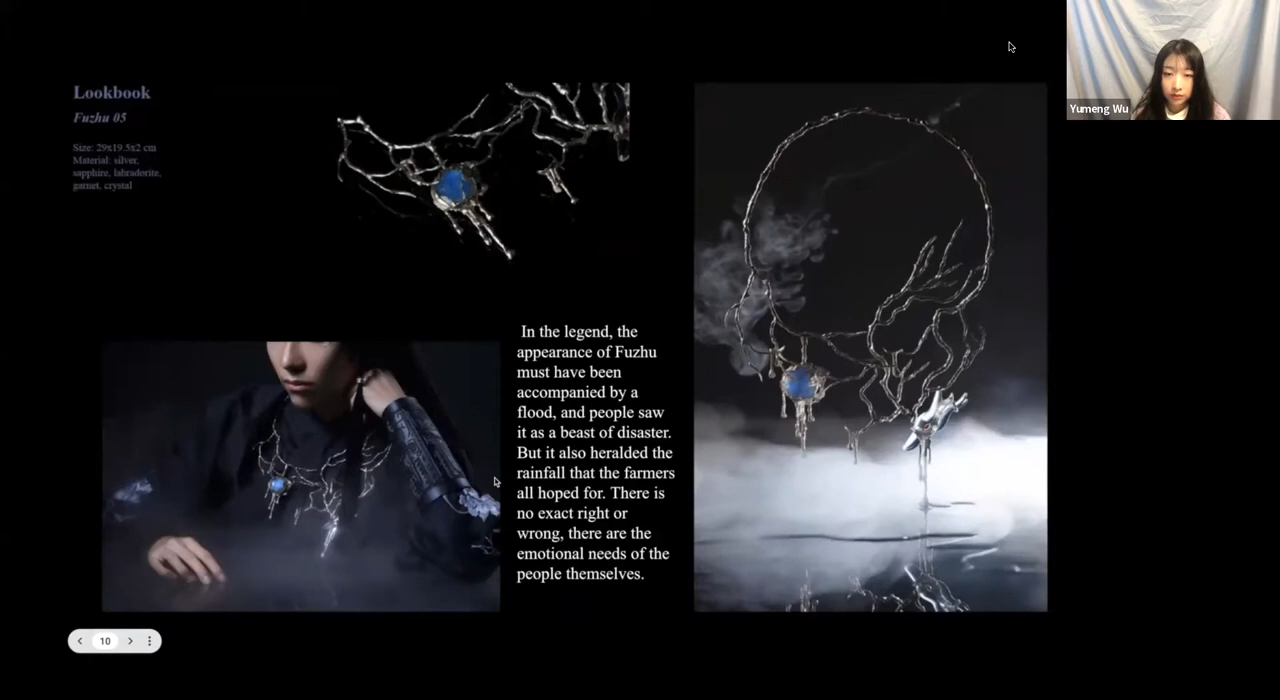 Lookbook
Fuzhu 05
Size: 29x19.5x2 cm
Material: silver,
sapphire, labradorite,
garnet, crystal
In the legend, the
appearance of Fuzhu
must have been
accompanied by a
flood, and people saw
it as a beast of disaster.
But it also heralded the
rainfall that the farmers
all hoped for. There is
no exact right or
wrong, there are the
emotional needs of the
people themselves.
Yumeng Wu
10